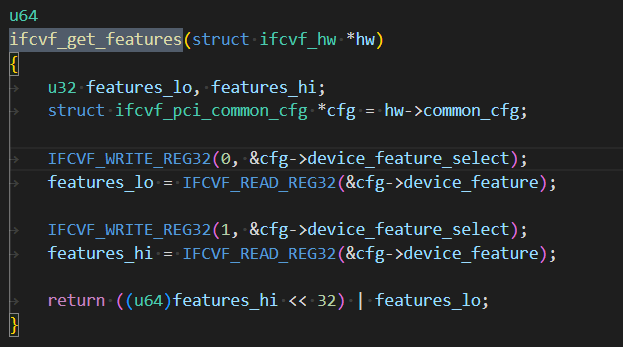 u64
ifcvf_get_features(struct ifcvf_hw *hw)
{
u32 features_lo, features_hi;
struct ifcvf_pci_common_cfg *cfg = hw->common_cfg;
IFCVF_WRITE_REG32(0, &cfg->device_feature_select);
features_lo = IFCVF_READ_REG32(&cfg->device_feature);
IFCVF_WRITE_REG32(1, &cfg->device_feature_select);
features_hi = IFCVF_READ_REG32(&cfg->device_feature);
return ((u64)features_hi << 32) | features_lo;
}